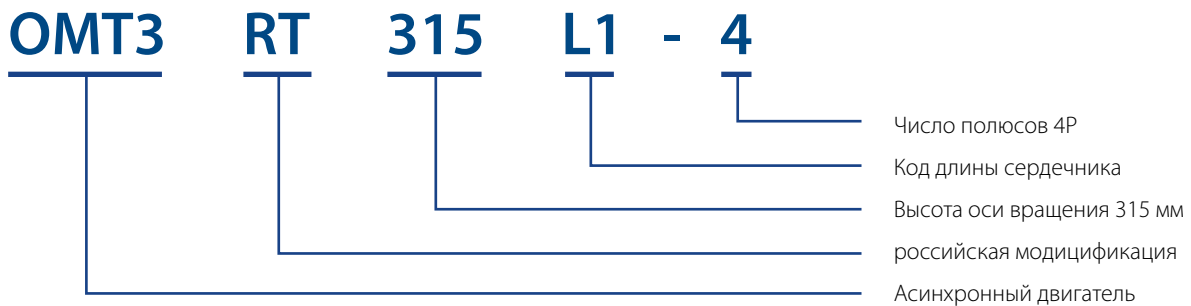 OMT3 RT 315 L1 - 4
Число полюсов 4P
Код длины сердечника
Высота оси вращения 315 мм
российская модицификация
Асинхронный двигатель